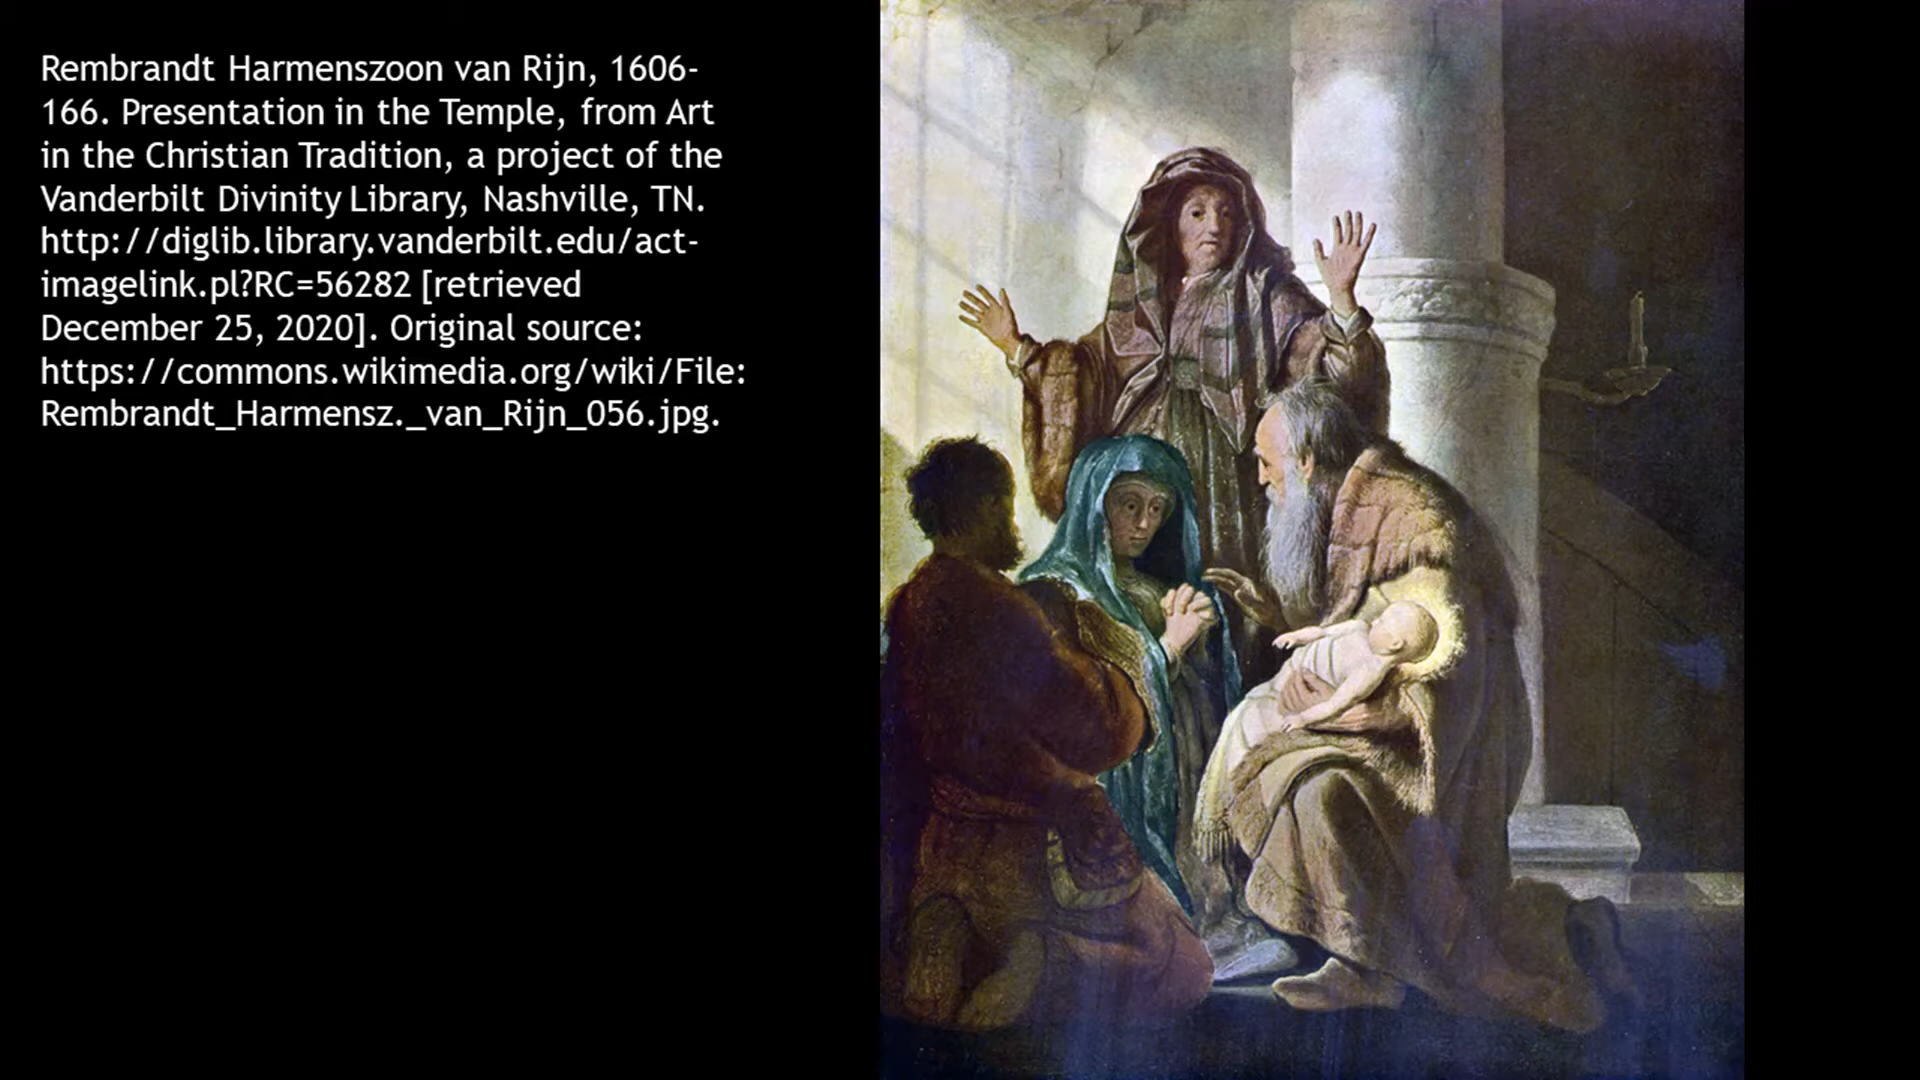 Rembrandt Harmenszoon van Rijn, 1606-
166. Presentation in the Temple, from Art
in the Christian Tradition, a project of the
Vanderbilt Divinity Library, Nashville, TN.
http://diglib.library.vanderbilt.edu/act-
imagelink.pl?RC=56282 [retrieved
December 25, 2020]. Original source:
https://commons.wikimedia.org/wiki/File:
Rembrandt_Harmensz._van_Rijn_056.jpg.